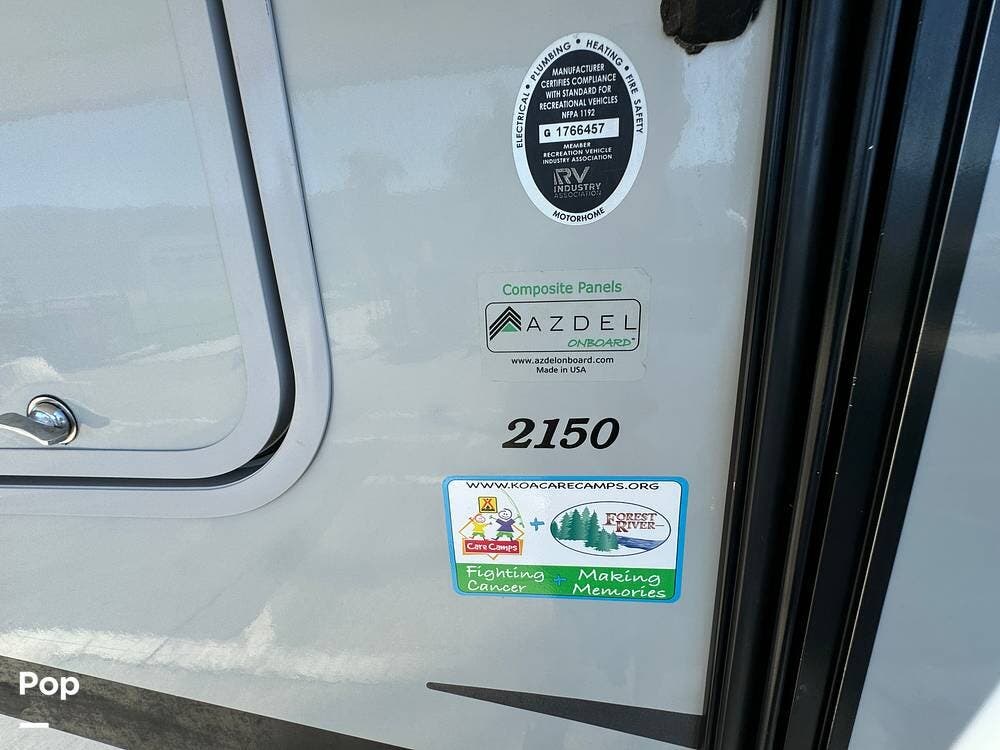 ELECTRICAL • PLUMBING • HEATING • FIRE SAFETY
MANUFACTURER
CERTIFIES COMPLIANCE
WITH STANDARD FOR
RECREATIONAL VEHICLES
NFPA 1192
G 1766457
MEMBER
RECREATION VEHICLE
INDUSTRY ASSOCIATION
RV
INDUSTRY
ASSOCIATION
MOTORHOME
Composite Panels
AZDEL
ONBOARD™
www.azdelonboard.com
Made in USA
2150
WWW.KOACARECAMPS.ORG
Care Camps
+
FOREST
RIVER
Fighting + Making
Cancer Memories
Pop